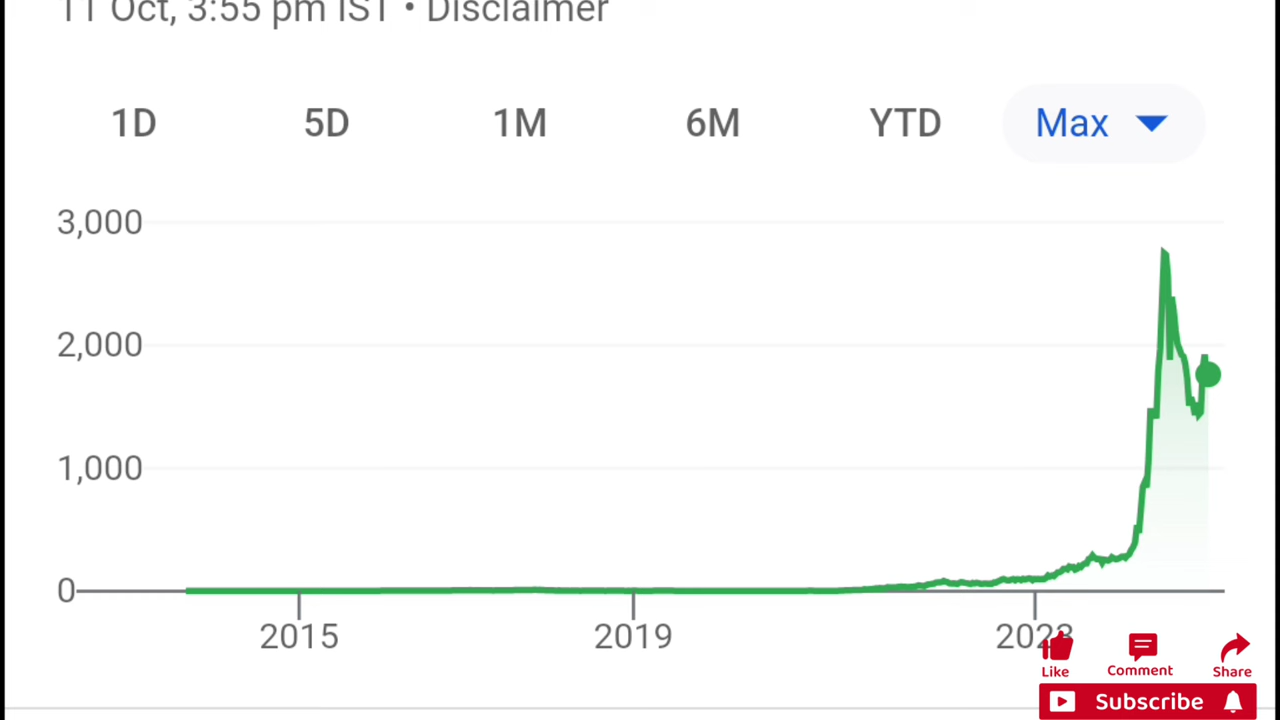 11 Oct, 3:55 pm IST • Disclaimer
1D 5D 1M 6M YTD Max
3,000
2,000
1,000
0
2015 2019 2023
Like Comment Share
Subscribe